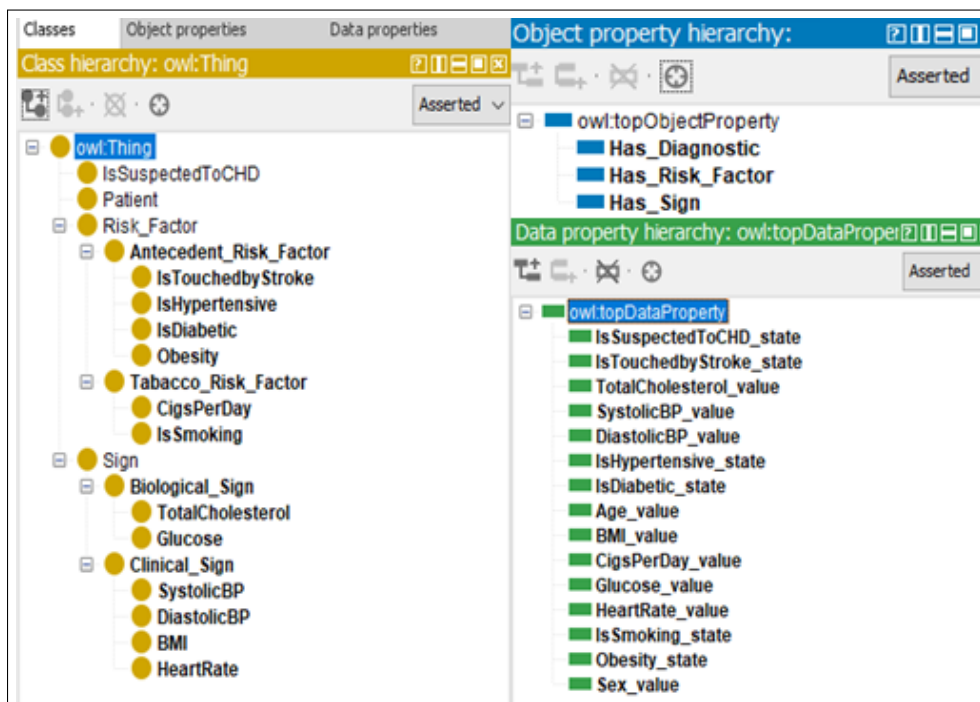 Classes Object properties Data properties
Class hierarchy: owl:Thing
Asserted
owl:Thing
IsSuspectedToCHD
Patient
Risk_Factor
Antecedent_Risk_Factor
IsTouchedbyStroke
IsHypertensive
IsDiabetic
Obesity
Tabacco_Risk_Factor
CigsPerDay
IsSmoking
Sign
Biological_Sign
TotalCholesterol
Glucose
Clinical_Sign
SystolicBP
DiastolicBP
BMI
HeartRate
Object property hierarchy:
Asserted
owl:topObjectProperty
Has_Diagnostic
Has_Risk_Factor
Has_Sign
Data property hierarchy: owl:topDataProper
Asserted
owl:topDataProperty
IsSuspectedToCHD_state
IsTouchedbyStroke_state
TotalCholesterol_value
SystolicBP_value
DiastolicBP_value
IsHypertensive_state
IsDiabetic_state
Age_value
BMI_value
CigsPerDay_value
Glucose_value
HeartRate_value
IsSmoking_state
Obesity_state
Sex_value